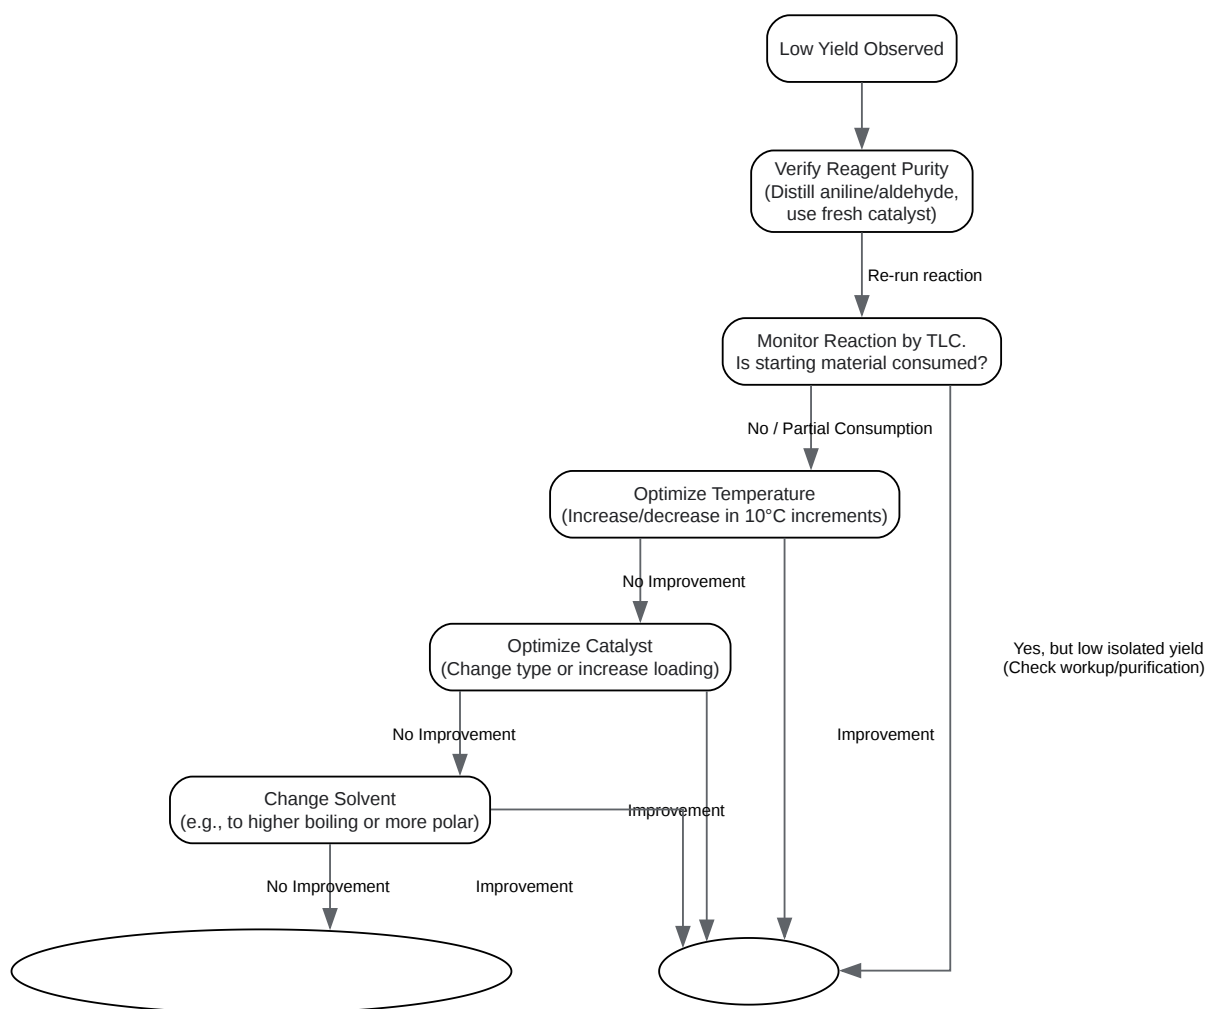 Low Yield Observed
Verify Reagent Purity
(Distill aniline/aldehyde,
use fresh catalyst)
Re-run reaction
Monitor Reaction by TLC.
Is starting material consumed?
No / Partial Consumption
Optimize Temperature
(Increase/decrease in 10°C increments)
No Improvement
Optimize Catalyst
(Change type or increase loading)
Yes, but low isolated yield
(Check workup/purification)
No Improvement
Improvement
Change Solvent
(e.g., to higher boiling or more polar)
Improvement
No Improvement
Improvement